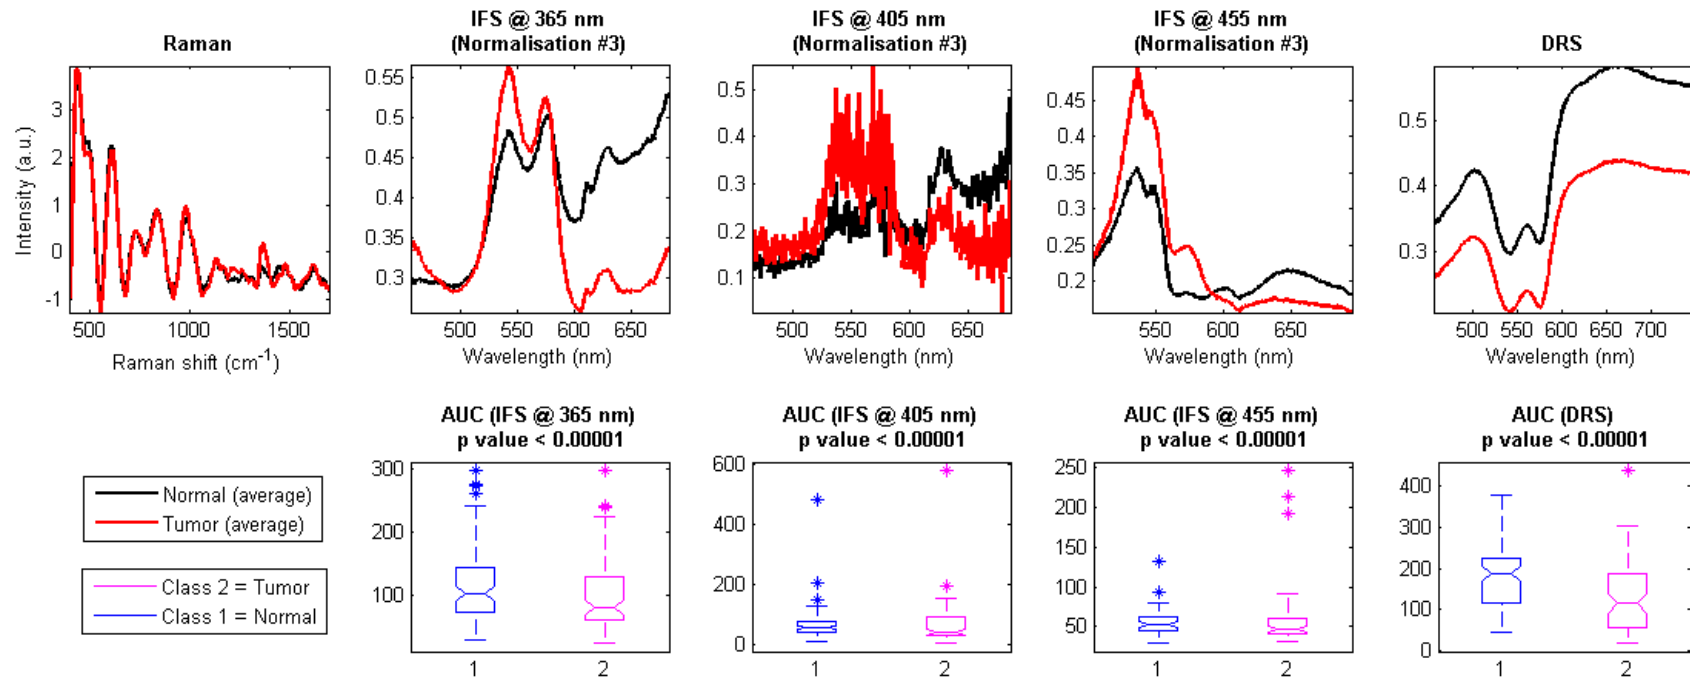 Raman
IFS @ 365 nm
(Normalisation #3)
IFS @ 405 nm
(Normalisation #3)
IFS @ 455 nm
(Normalisation #3)
DRS
Intensity (a.u.)
3
2
1
0
-1
500
1000
1500
Raman shift (cm-1)
0.55
0.5
0.45
0.4
0.35
0.3
500
550
600
650
Wavelength (nm)
0.5
0.4
0.3
0.2
0.1
500
550
600
650
Wavelength (nm)
0.45
0.4
0.35
0.3
0.25
0.2
550
600
650
Wavelength (nm)
0.5
0.4
0.3
500
550
600
650
700
Wavelength (nm)
Normal (average)
Tumor (average)
Class 2 = Tumor
Class 1 = Normal
AUC (IFS @ 365 nm)
p value < 0.00001
300
200
100
1
2
AUC (IFS @ 405 nm)
p value < 0.00001
600
400
200
0
1
2
AUC (IFS @ 455 nm)
p value < 0.00001
250
200
150
100
50
1
2
AUC (DRS)
p value < 0.00001
400
300
200
100
0
1
2